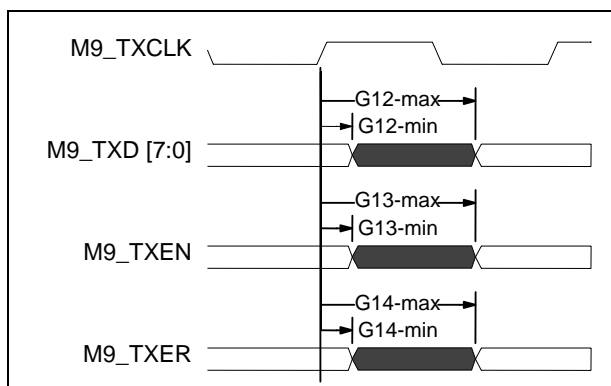 M9_TXCLK
G12-max
G12-min
M9_TXD [7:0]
G13-max
G13-min
M9_TXEN
G14-max
G14-min
M9_TXER